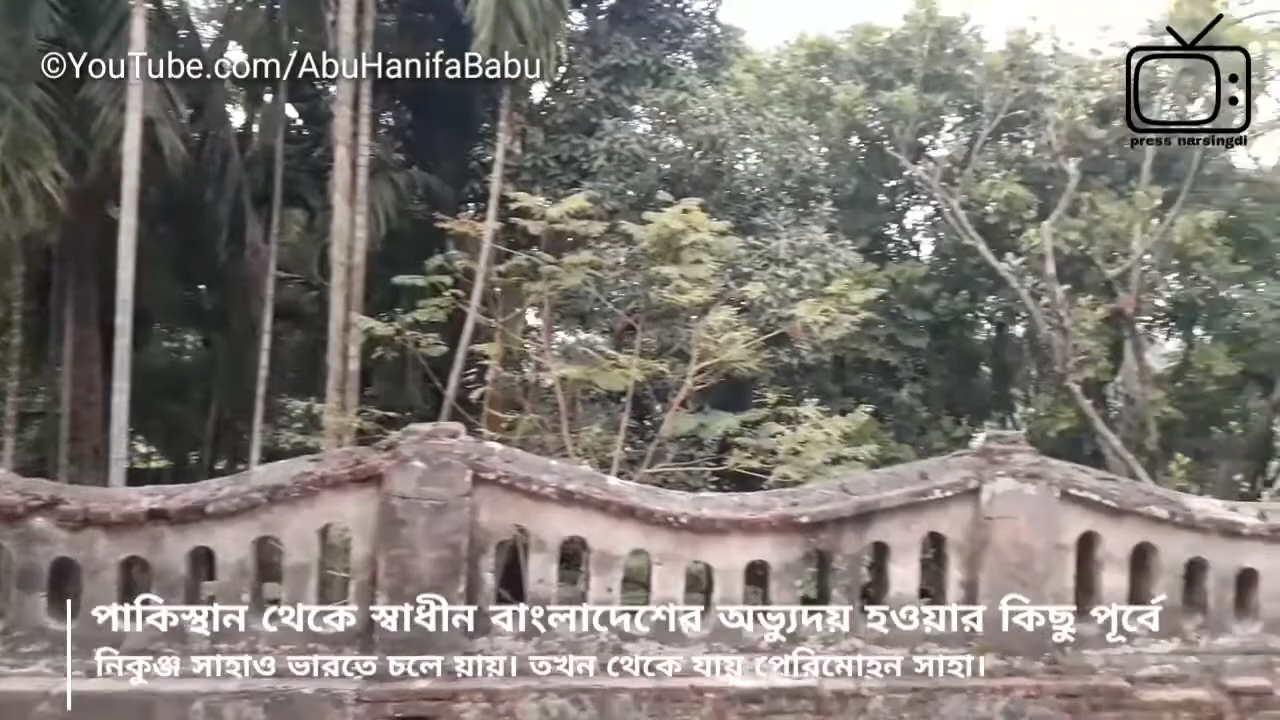 ©YouTube.com/AbuHanifaBabu
press narsingdi
পাকিস্থান থেকে স্বাধীন বাংলাদেশের অভ্যুদয় হওয়ার কিছু পূর্বে
নিকুঞ্জ সাহাও ভারতে চলে য়ায়। তখন থেকে যায় পেরিমোহন সাহা।